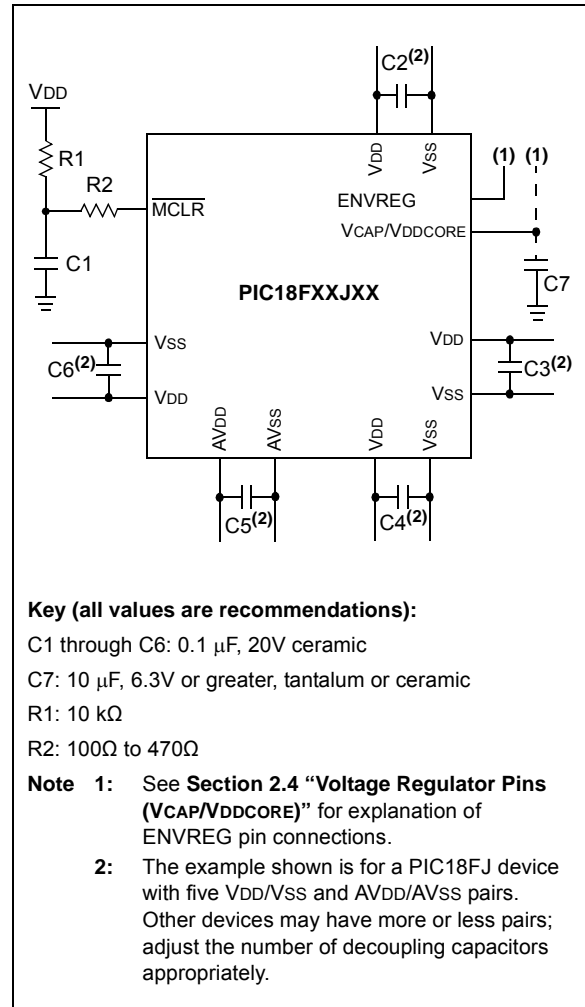 C2(2)
VDD
R1
R2
C1
MCLR
VDD
VSS
(1) (1)
ENVREG
VCAP/VDDCORE
C7
PIC18FXXJXX
VSS
C6(2)
VDD
VDD
C3(2)
VSS
AVDD
AVSS
VDD
VSS
C5(2)
C4(2)
Key (all values are recommendations):
C1 through C6: 0.1 μF, 20V ceramic
C7: 10 μF, 6.3V or greater, tantalum or ceramic
R1: 10 kΩ
R2: 100Ω to 470Ω
Note 1: See Section 2.4 “Voltage Regulator Pins
(VCAP/VDDCORE)” for explanation of
ENVREG pin connections.
2: The example shown is for a PIC18FJ device
with five VDD/VSS and AVDD/AVSS pairs.
Other devices may have more or less pairs;
adjust the number of decoupling capacitors
appropriately.